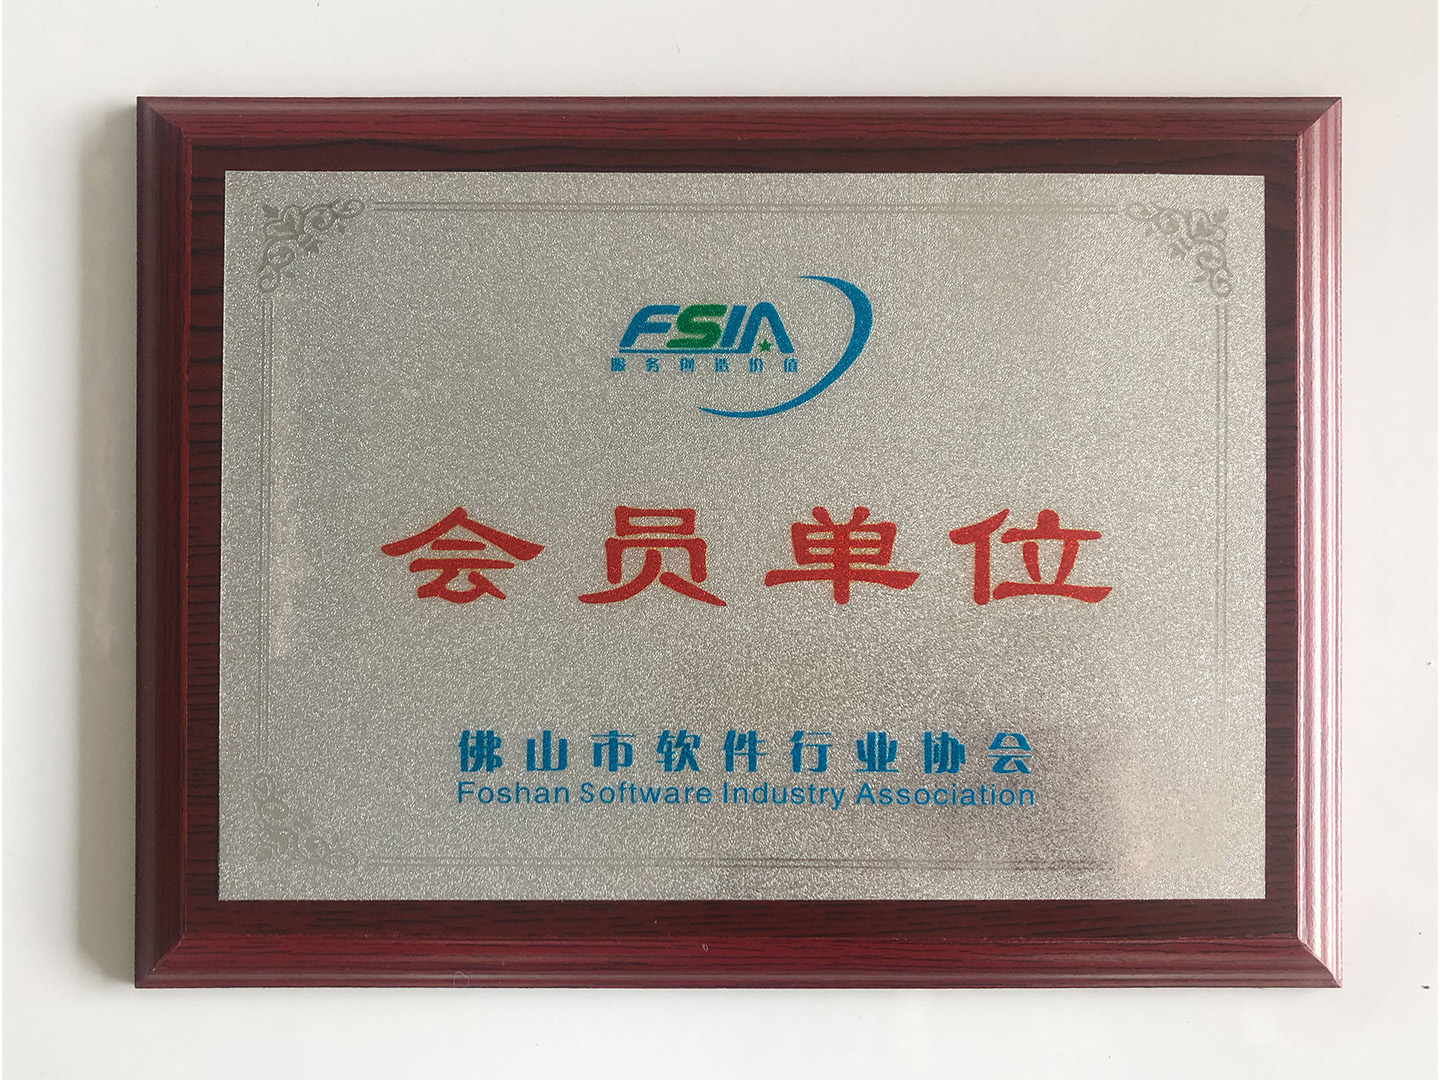 FSIA
服务创造价值
会员单位
佛山市软件行业协会
Foshan Software Industry Association